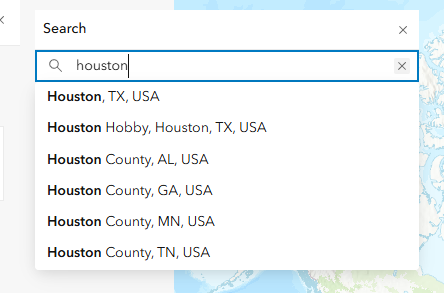 Search
houston
Houston, TX, USA
Houston Hobby, Houston, TX, USA
Houston County, AL, USA
Houston County, GA, USA
Houston County, MN, USA
Houston County, TN, USA